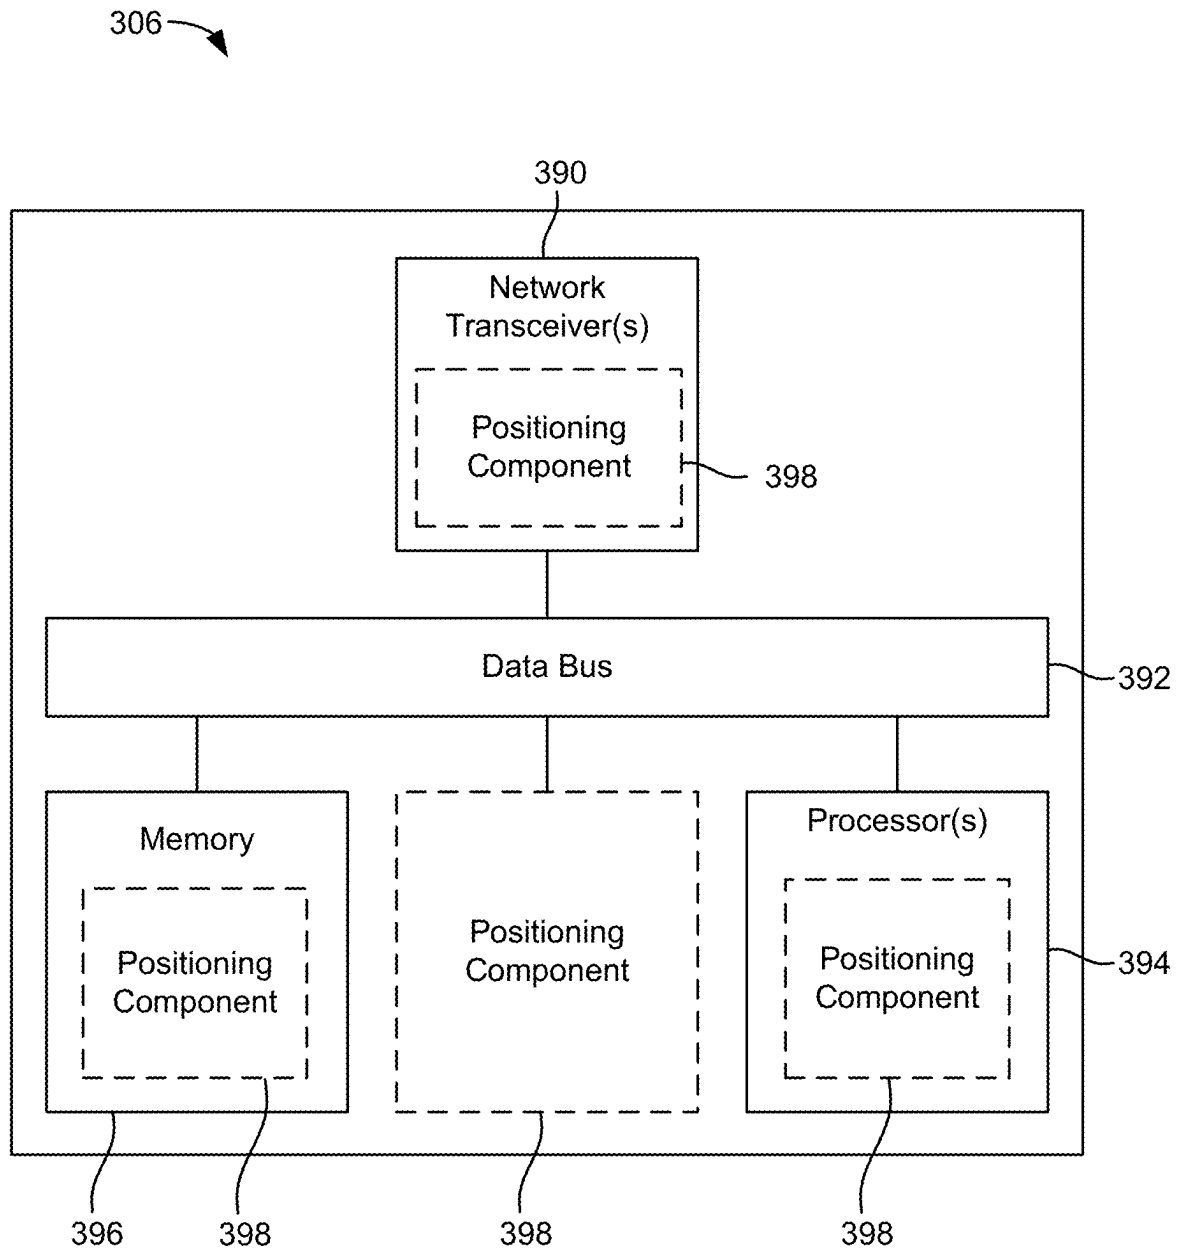 306
390
Network
Transceiver(s)
Positioning
Component
398
Data Bus
392
Memory
Positioning
Component
Positioning
Component
Processor(s)
Positioning
Component
394
396
398
398
398